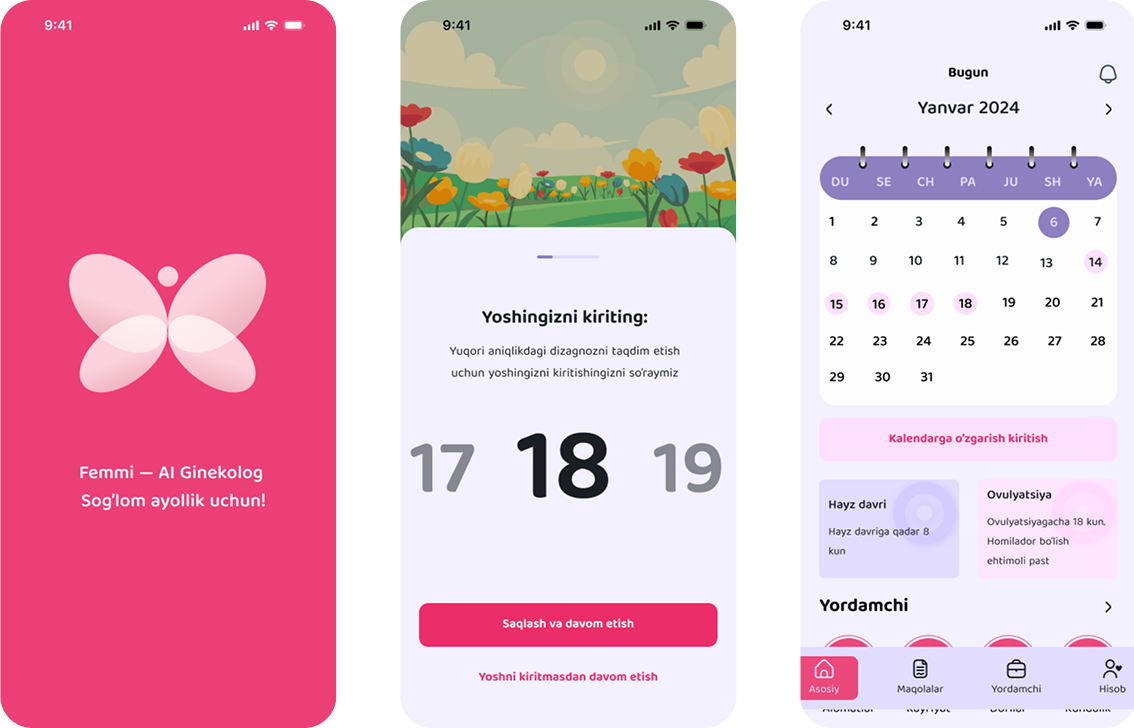 9:41
Femmi — AI Ginekolog
Sog'lom ayollik uchun!
9:41
Yoshingizni kiriting:
Yuqori aniqlikdagi dizagnozni taqdim etish
uchun yoshingizni kiritishingizni so'raymiz
17 18 19
Saqlash va davom etish
Yoshni kiritmasdan davom etish
9:41
Bugun
Yanvar 2024
DU SE CH PA JU SH YA
1 2 3 4 5 6 7
8 9 10 11 12 13 14
15 16 17 18 19 20 21
22 23 24 25 26 27 28
29 30 31
Kalendarga o'zgarish kiritish
Hayz davri
Hayz davriga qadar 8
kun
Ovulyatsiya
Ovulyatsiyagacha 18 kun.
Homilador bo'lish
ehtimoli past
Yordamchi
Asosiy Maqolalar Yordamchi Hisob